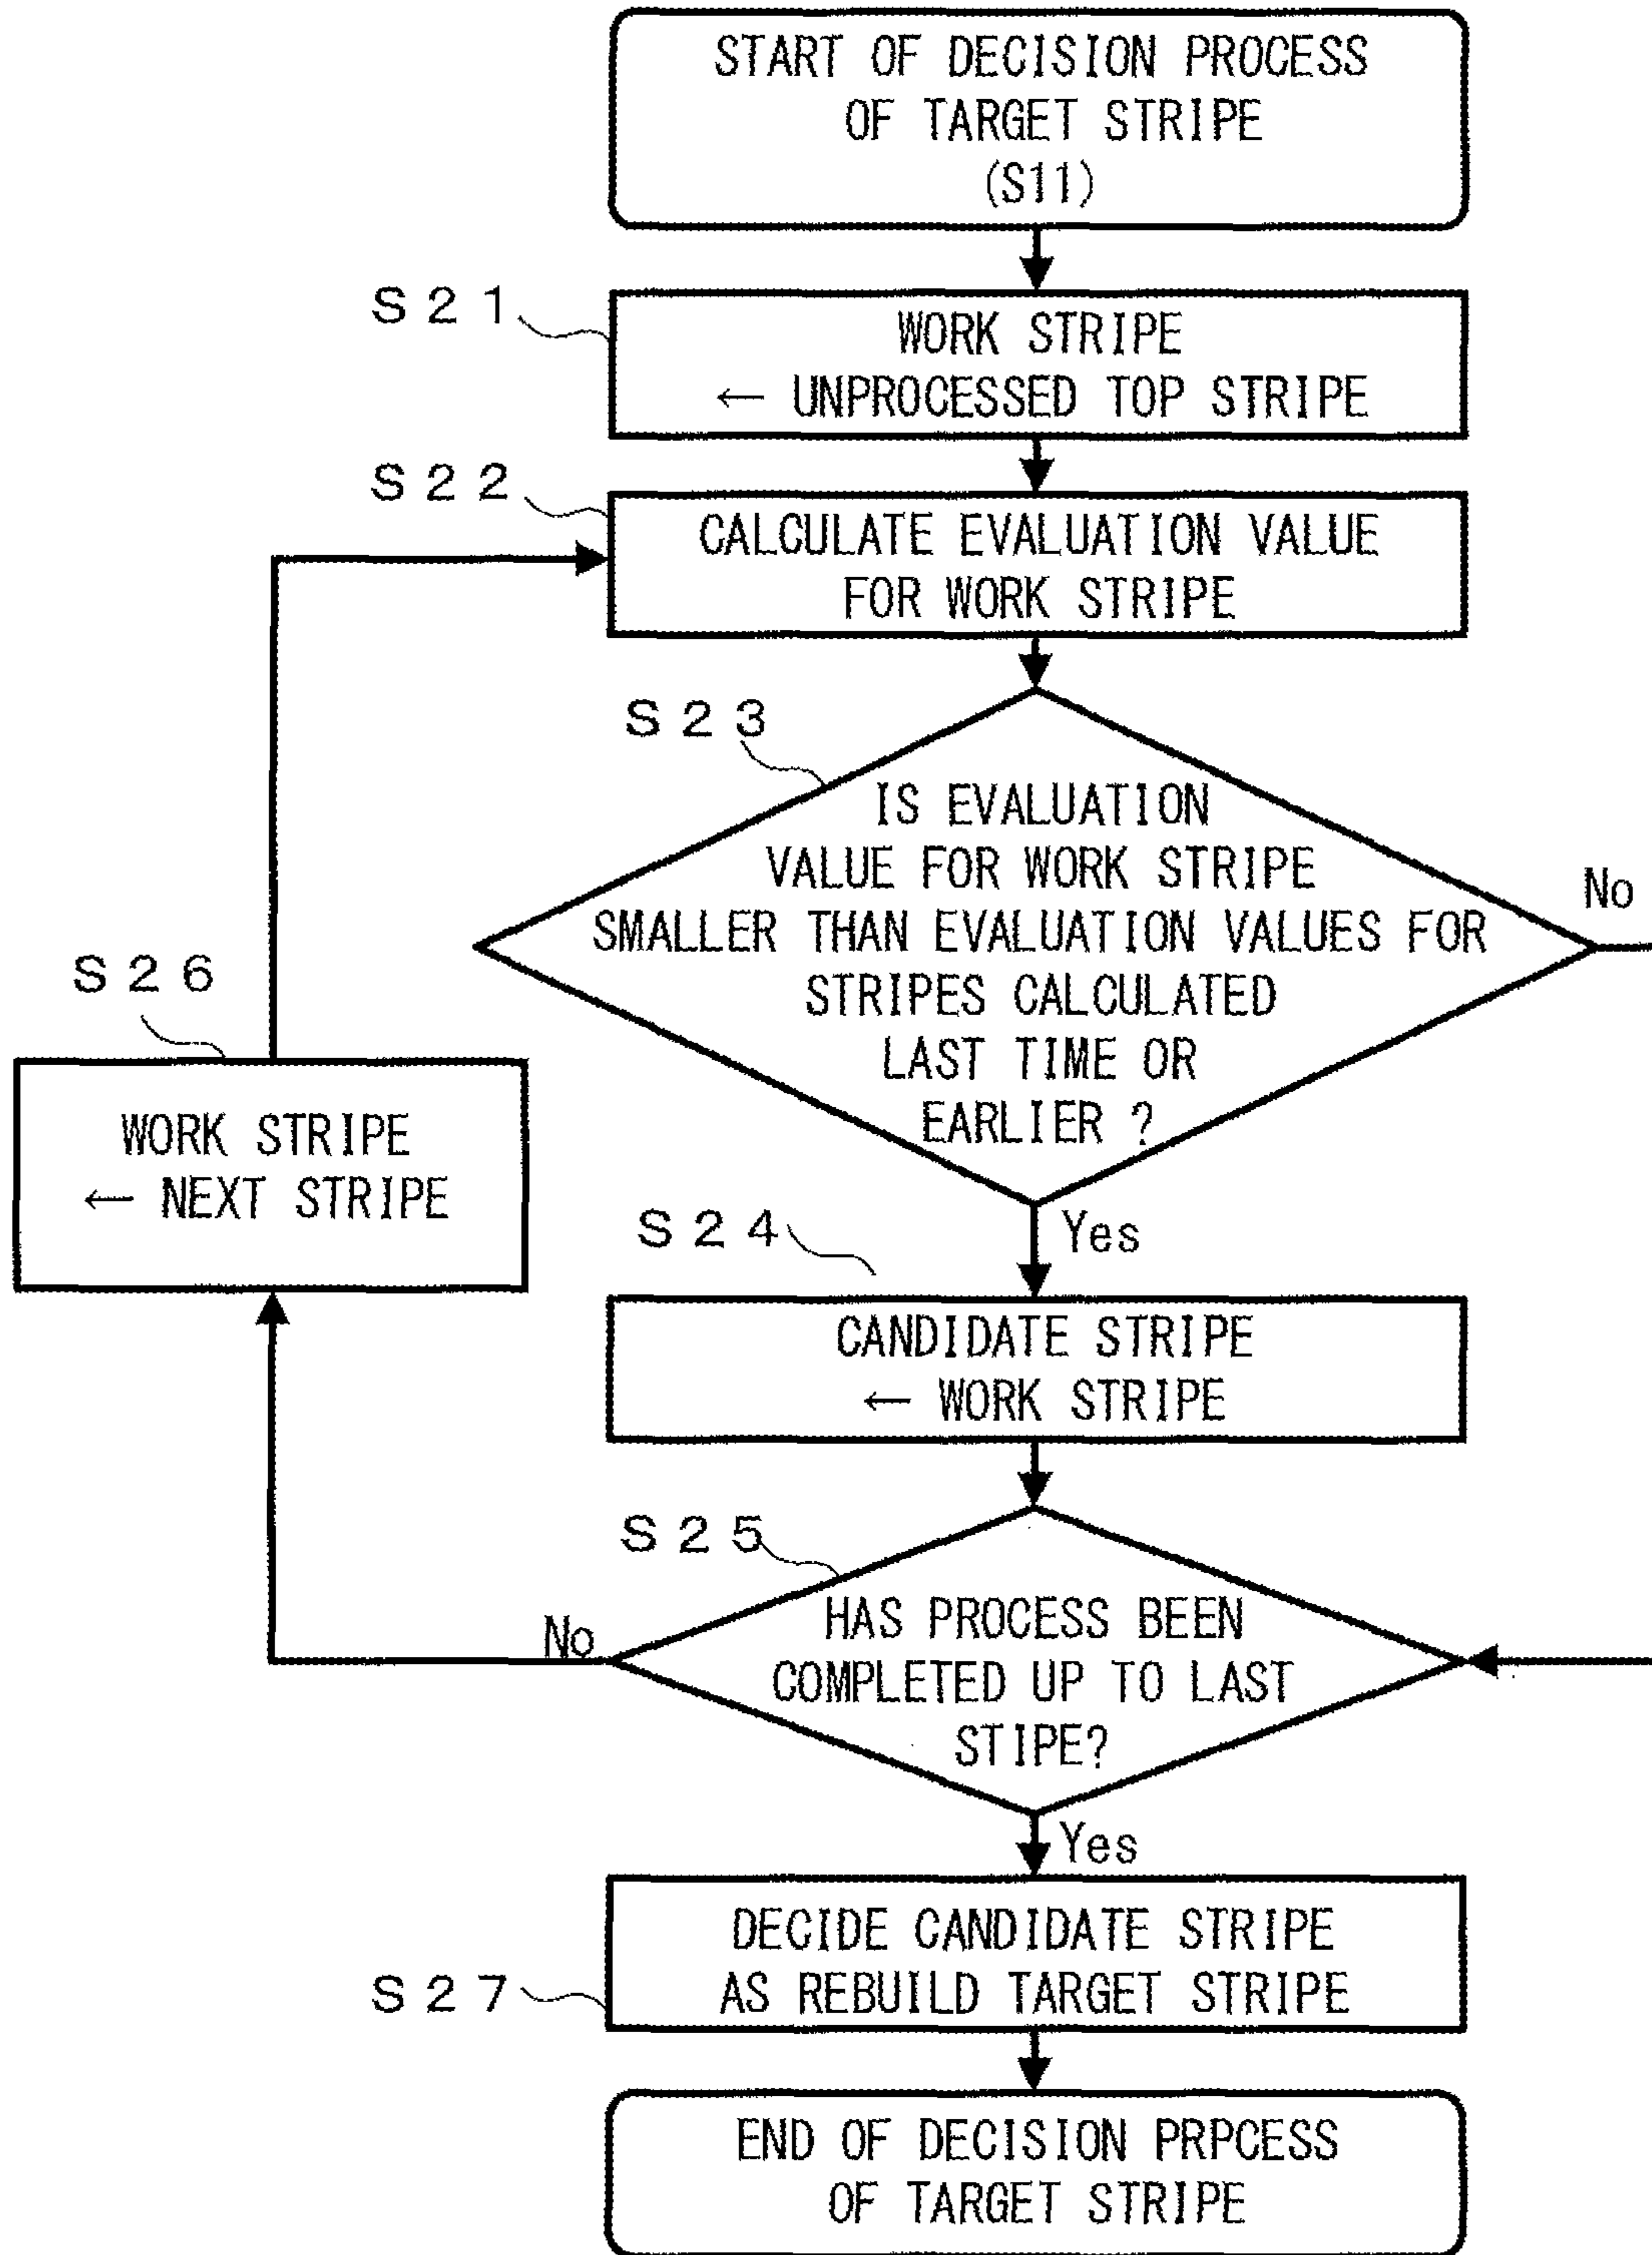 START OF DECISION PROCESS
OF TARGET STRIPE
(S11)
S21
WORK STRIPE
← UNPROCESSED TOP STRIPE
S22
CALCULATE EVALUATION VALUE
FOR WORK STRIPE
S23
IS EVALUATION
VALUE FOR WORK STRIPE
SMALLER THAN EVALUATION VALUES FOR
STRIPES CALCULATED
LAST TIME OR
EARLIER ?
No
S26
WORK STRIPE
← NEXT STRIPE
Yes
S24
CANDIDATE STRIPE
← WORK STRIPE
S25
HAS PROCESS BEEN
COMPLETED UP TO LAST
STIPE?
No
Yes
DECIDE CANDIDATE STRIPE
AS REBUILD TARGET STRIPE
S27
END OF DECISION PRPCESS
OF TARGET STRIPE